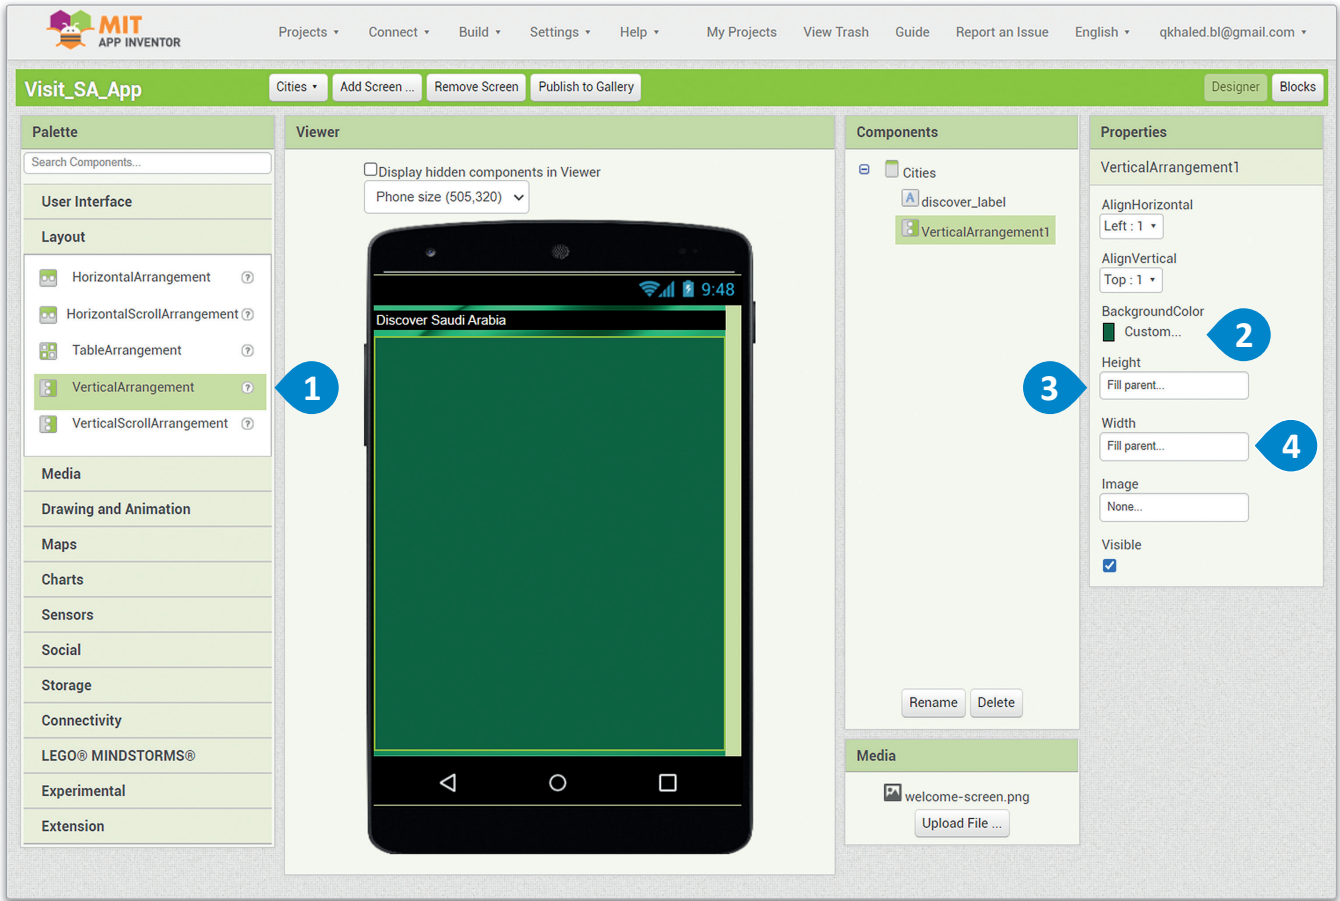 MIT
APP INVENTOR
Projects Connect Build Settings Help My Projects View Trash Guide Report an Issue English qkhaled.bl@gmail.com
Visit_SA_App Cities Add Screen ... Remove Screen Publish to Gallery Designer Blocks
Palette
Search Components...
User Interface
Layout
HorizontalArrangement ?
HorizontalScrollArrangement ?
TableArrangement ?
VerticalArrangement ?
VerticalScrollArrangement ?
1
Media
Drawing and Animation
Maps
Charts
Sensors
Social
Storage
Connectivity
LEGO® MINDSTORMS®
Experimental
Extension
Viewer
Display hidden components in Viewer
Phone size (505,320)
9:48
Discover Saudi Arabia
Components
Cities
A discover_label
VerticalArrangement1
Rename Delete
Media
welcome-screen.png
Upload File ...
Properties
VerticalArrangement1
AlignHorizontal
Left : 1
AlignVertical
Top : 1
BackgroundColor
Custom...
2
Height
3
Fill parent...
Width
Fill parent...
4
Image
None...
Visible